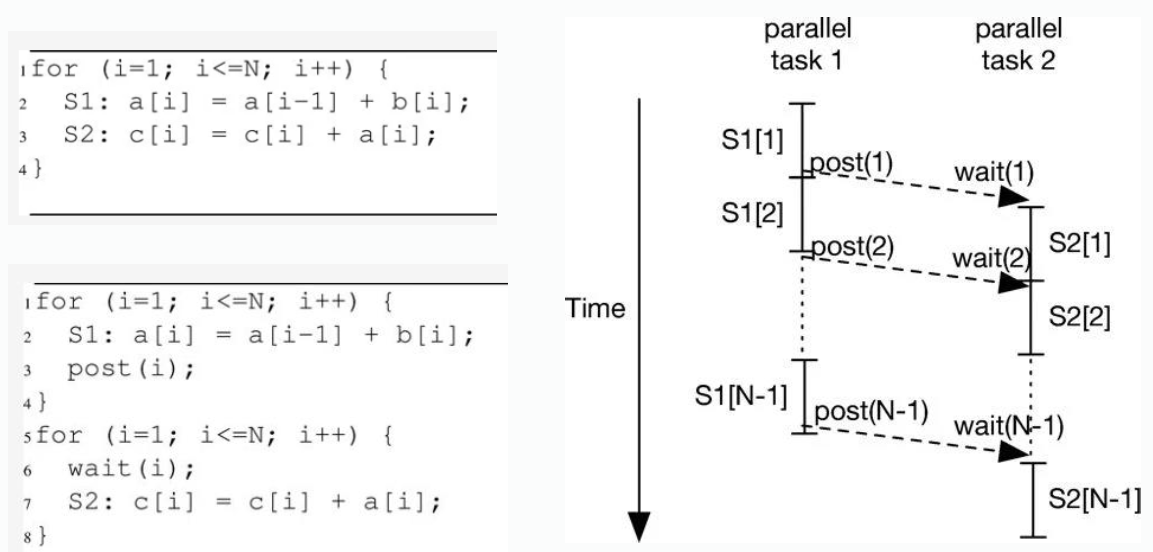 1for (i=1; i<=N; i++) {
2 S1: a[i] = a[i-1] + b[i];
3 S2: c[i] = c[i] + a[i];
4}
1for (i=1; i<=N; i++) {
2 S1: a[i] = a[i-1] + b[i];
3 post(i);
4}
5for (i=1; i<=N; i++) {
6 wait(i);
7 S2: c[i] = c[i] + a[i];
8}
parallel
task 1
parallel
task 2
Time
S1[1]
post(1)
wait(1)
S1[2]
S2[1]
post(2)
wait(2)
S2[2]
S1[N-1]
post(N-1)
wait(N-1)
S2[N-1]